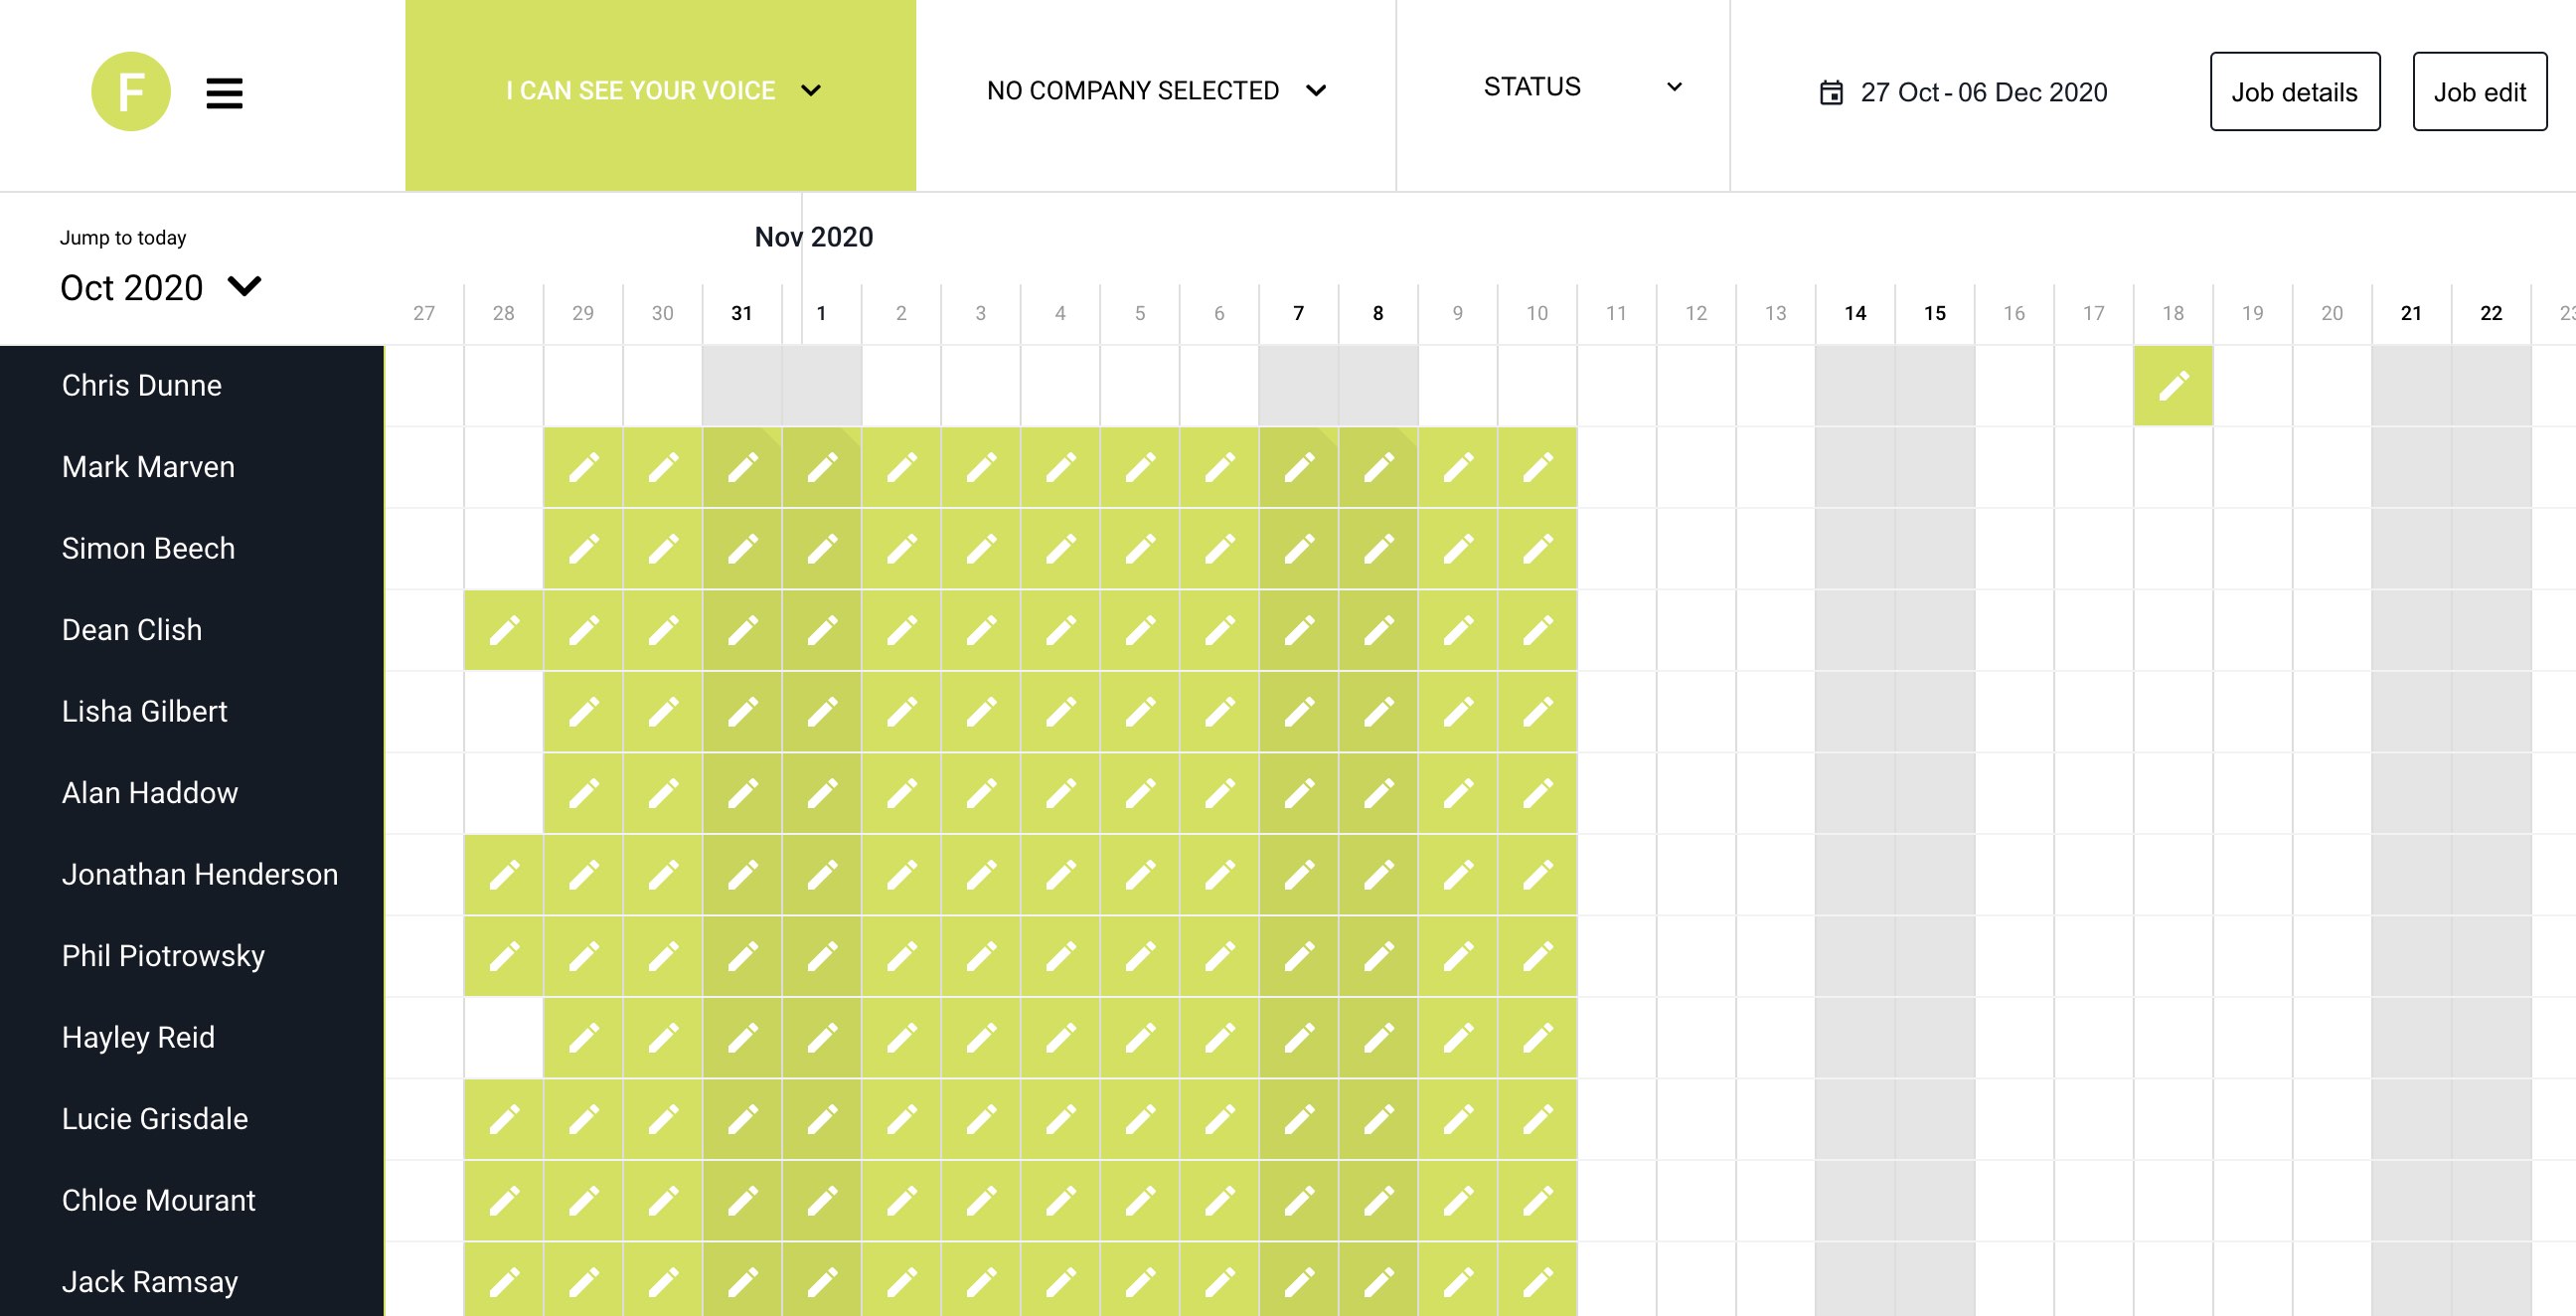 F
I CAN SEE YOUR VOICE
NO COMPANY SELECTED
STATUS
27 Oct - 06 Dec 2020
Job details
Job edit
Jump to today
Oct 2020
Nov 2020
27 28 29 30 31 1 2 3 4 5 6 7 8 9 10 11 12 13 14 15 16 17 18 19 20 21 22
Chris Dunne
Mark Marven
Simon Beech
Dean Clish
Lisha Gilbert
Alan Haddow
Jonathan Henderson
Phil Piotrowsky
Hayley Reid
Lucie Grisdale
Chloe Mourant
Jack Ramsay